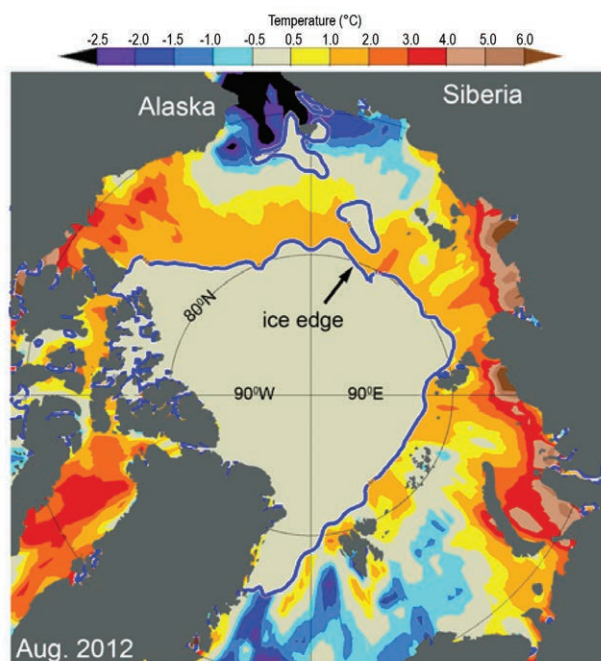 Temperature (°C)
-2.5 -2.0 -1.5 -1.0 -0.5 0.5 1.0 2.0 3.0 4.0 5.0 6.0
Alaska
Siberia
80⁰N
ice edge
90⁰W 90⁰E
Aug. 2012